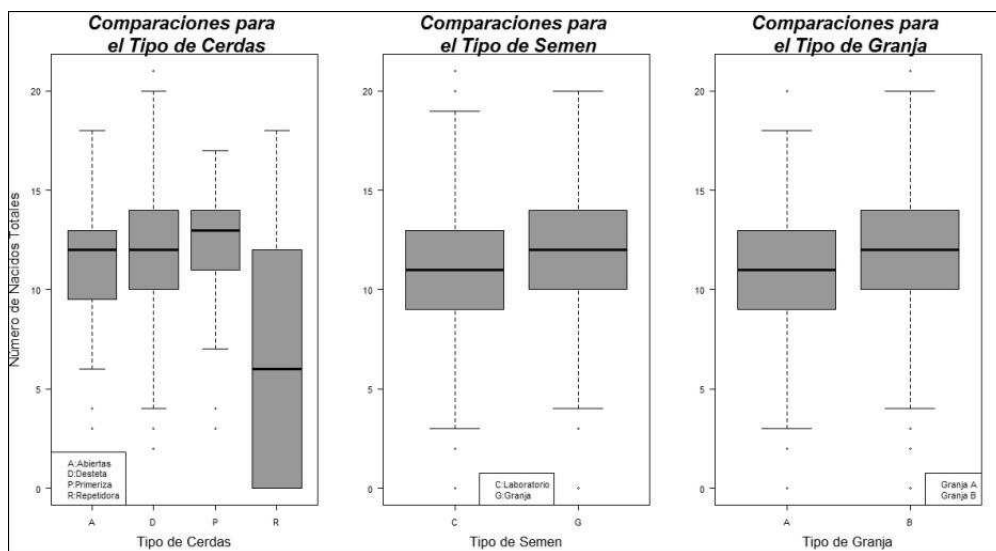 Comparaciones para
el Tipo de Cerdas
Número de Nacidos Totales
20
15
10
5
0
A:Abiertas
D:Desteta
P:Primeriza
R:Repetidora
A D P R
Tipo de Cerdas
Comparaciones para
el Tipo de Semen
20
15
10
5
0
C:Laboratorio
G:Granja
C G
Tipo de Semen
Comparaciones para
el Tipo de Granja
20
15
10
5
0
Granja A
Granja B
A B
Tipo de Granja